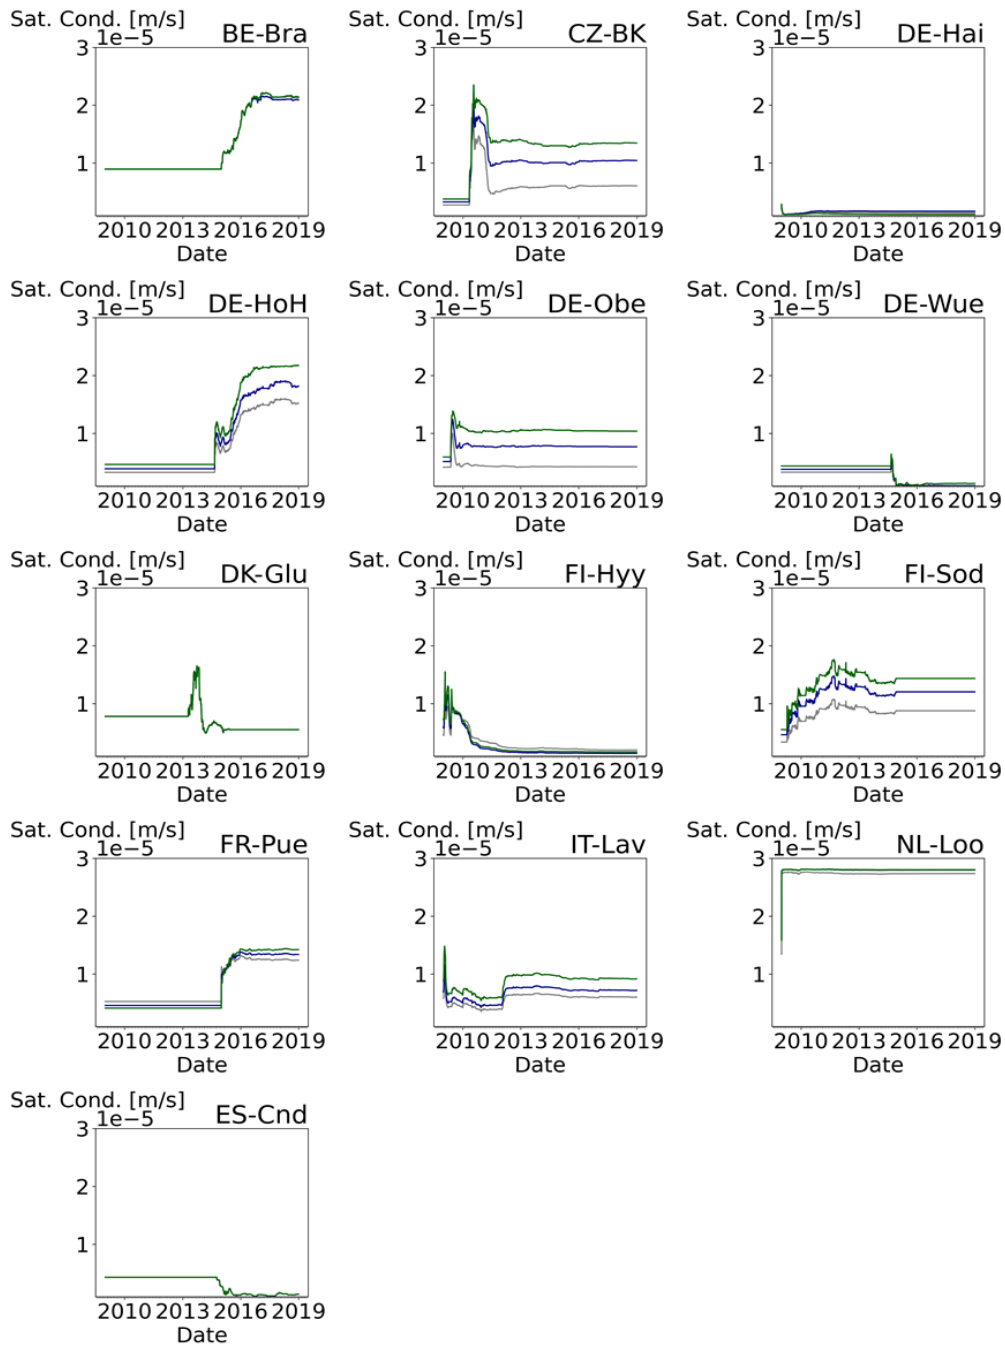 Sat. Cond. [m/s]
1e−5
BE-Bra
3
2
1
2010 2013 2016 2019
Date
Sat. Cond. [m/s]
1e−5
CZ-BK
3
2
1
2010 2013 2016 2019
Date
Sat. Cond. [m/s]
1e−5
DE-Hai
3
2
1
2010 2013 2016 2019
Date
Sat. Cond. [m/s]
1e−5
DE-HoH
3
2
1
2010 2013 2016 2019
Date
Sat. Cond. [m/s]
1e−5
DE-Obe
3
2
1
2010 2013 2016 2019
Date
Sat. Cond. [m/s]
1e−5
DE-Wue
3
2
1
2010 2013 2016 2019
Date
Sat. Cond. [m/s]
1e−5
DK-Glu
3
2
1
2010 2013 2016 2019
Date
Sat. Cond. [m/s]
1e−5
FI-Hyy
3
2
1
2010 2013 2016 2019
Date
Sat. Cond. [m/s]
1e−5
FI-Sod
3
2
1
2010 2013 2016 2019
Date
Sat. Cond. [m/s]
1e−5
FR-Pue
3
2
1
2010 2013 2016 2019
Date
Sat. Cond. [m/s]
1e−5
IT-Lav
3
2
1
2010 2013 2016 2019
Date
Sat. Cond. [m/s]
1e−5
NL-Loo
3
2
1
2010 2013 2016 2019
Date
Sat. Cond. [m/s]
1e−5
ES-Cnd
3
2
1
2010 2013 2016 2019
Date